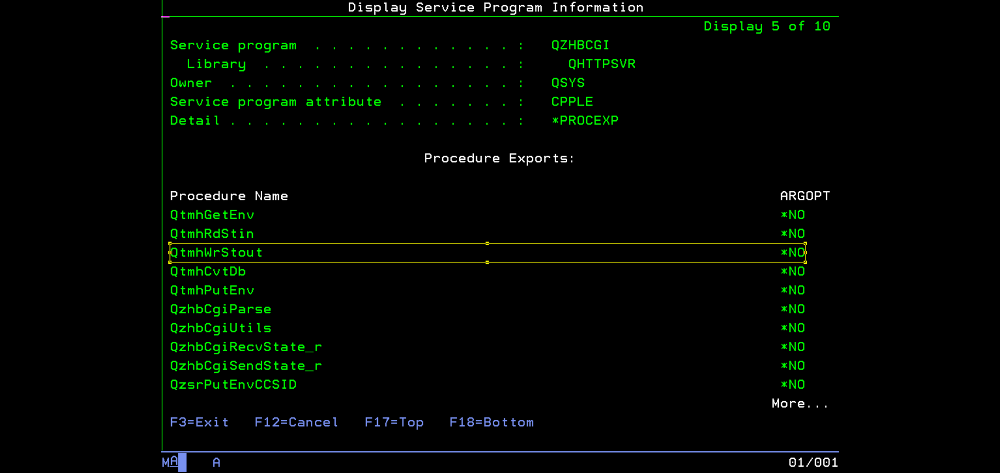 Display Service Program Information
Display 5 of 10
Service program . . . . . . . . . . . . : QZHBCGI
Library . . . . . . . . . . . . . . . : QHTTPSVR
Owner . . . . . . . . . . . . . . . . . : QSYS
Service program attribute . . . . . . . : CPPLE
Detail . . . . . . . . . . . . . . . . . : *PROCEXP
Procedure Exports:
Procedure Name ARGOPT
QtmhGetEnv *NO
QtmhRdStin *NO
QtmhWrStout *NO
QtmhCvtDb *NO
QtmhPutEnv *NO
QzhbCgiParse *NO
QzhbCgiUtils *NO
QzhbCgiRecvState_r *NO
QzhbCgiSendState_r *NO
QzsrPutEnvCCSID *NO
More...
F3=Exit F12=Cancel F17=Top F18=Bottom
MA A 01/001